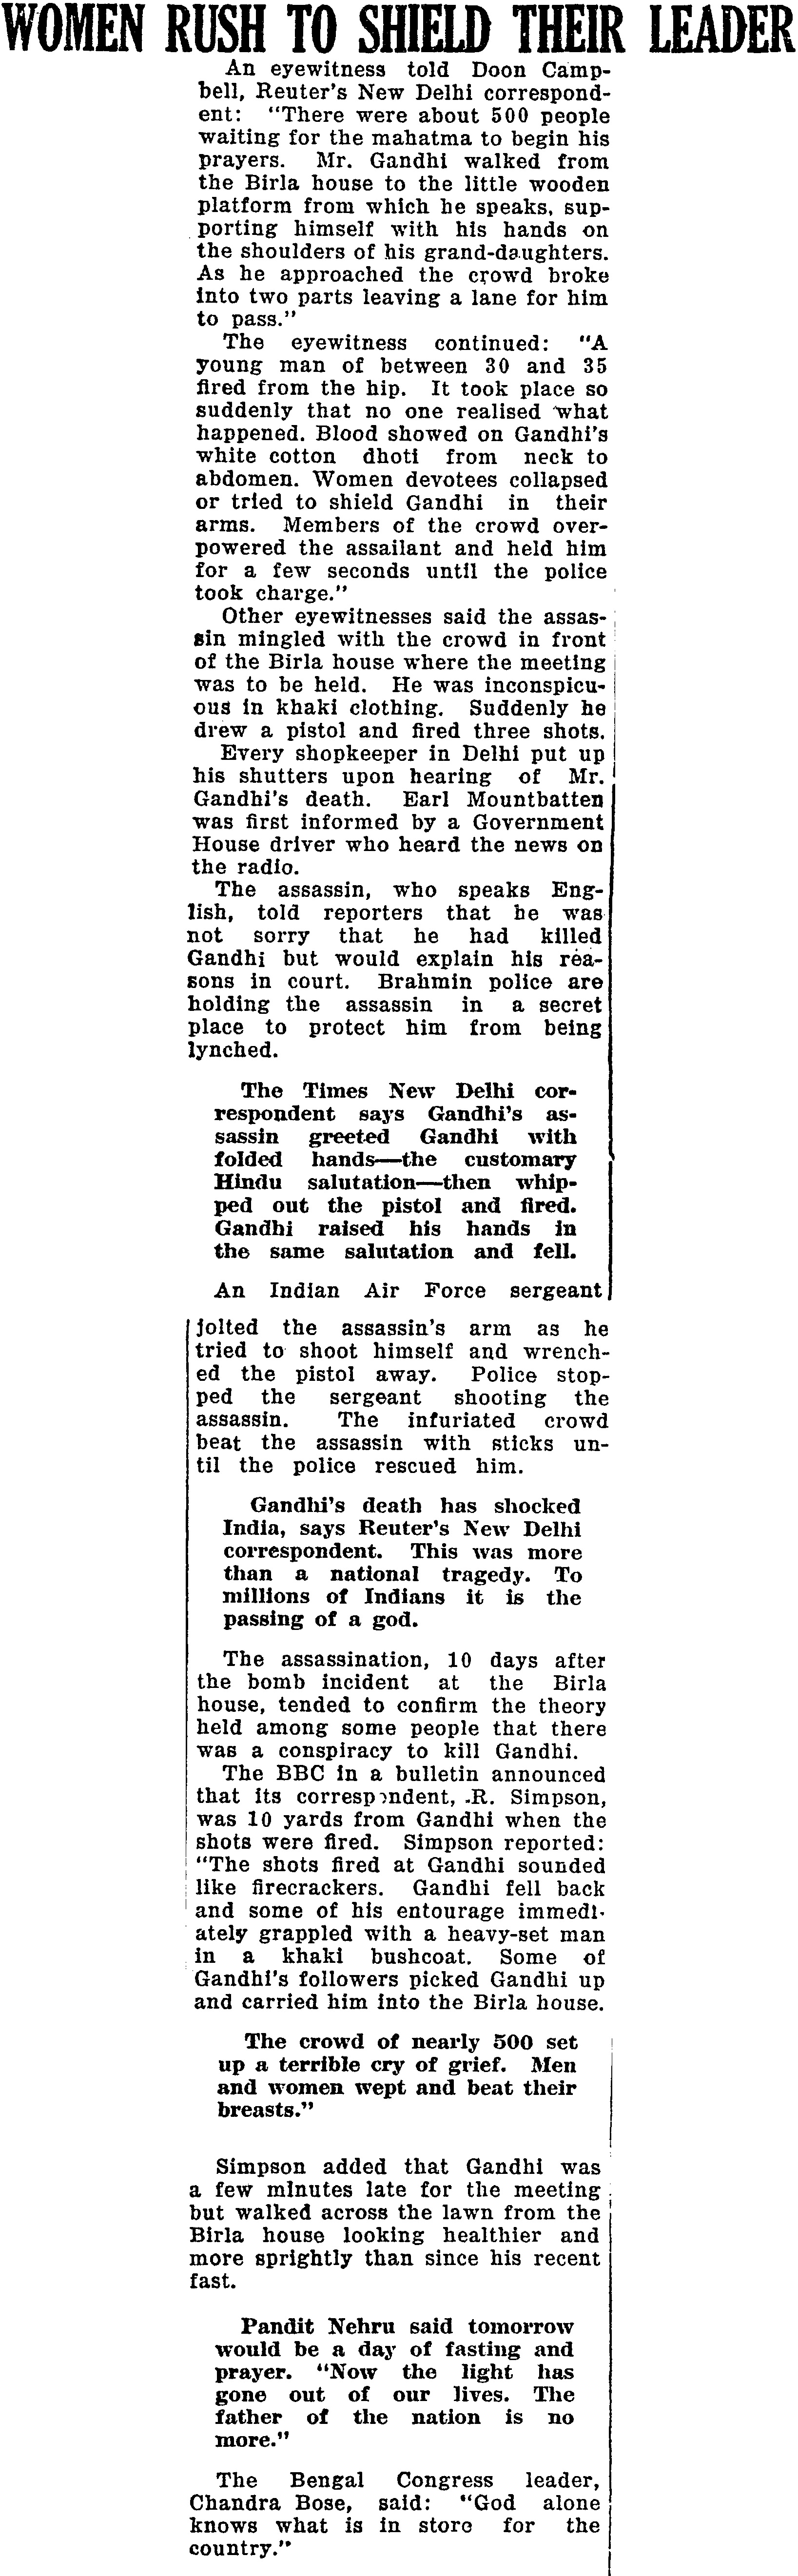 WOMEN RUSH TO SHIELD THEIR LEADER
An eyewitness told Doon Camp-
bell, Reuter's New Delhi correspond-
ent: "There were about 500 people
waiting for the mahatma to begin his
prayers. Mr. Gandhi walked from
the Birla house to the little wooden
platform from which he speaks, sup-
porting himself with his hands on
the shoulders of his grand-daughters.
As he approached the crowd broke
into two parts leaving a lane for him
to pass."
The eyewitness continued: "A
young man of between 30 and 35
fired from the hip. It took place so
suddenly that no one realised what
happened. Blood showed on Gandhi's
white cotton dhoti from neck to
abdomen. Women devotees collapsed
or tried to shield Gandhi in their
arms. Members of the crowd over-
powered the assailant and held him
for a few seconds until the police
took charge."
Other eyewitnesses said the assas-
sin mingled with the crowd in front
of the Birla house where the meeting
was to be held. He was inconspicu-
ous in khaki clothing. Suddenly he
drew a pistol and fired three shots.
Every shopkeeper in Delhi put up
his shutters upon hearing of Mr.
Gandhi's death. Earl Mountbatten
was first informed by a Government
House driver who heard the news on
the radio.
The assassin, who speaks Eng-
lish, told reporters that he was
not sorry that he had killed
Gandhi but would explain his rea-
sons in court. Brahmin police are
holding the assassin in a secret
place to protect him from being
lynched.
The Times New Delhi cor-
respondent says Gandhi's as-
sassin greeted Gandhi with
folded hands—the customary
Hindu salutation—then whip-
ped out the pistol and fired.
Gandhi raised his hands in
the same salutation and fell.
An Indian Air Force sergeant
jolted the assassin's arm as he
tried to shoot himself and wrench-
ed the pistol away. Police stop-
ped the sergeant shooting the
assassin. The infuriated crowd
beat the assassin with sticks un-
til the police rescued him.
Gandhi's death has shocked
India, says Reuter's New Delhi
correspondent. This was more
than a national tragedy. To
millions of Indians it is the
passing of a god.
The assassination, 10 days after
the bomb incident at the Birla
house, tended to confirm the theory
held among some people that there
was a conspiracy to kill Gandhi.
The BBC in a bulletin announced
that its correspondent, R. Simpson,
was 10 yards from Gandhi when the
shots were fired. Simpson reported:
"The shots fired at Gandhi sounded
like firecrackers. Gandhi fell back
and some of his entourage immedi-
ately grappled with a heavy-set man
in a khaki bushcoat. Some of
Gandhi's followers picked Gandhi up
and carried him into the Birla house.
The crowd of nearly 500 set
up a terrible cry of grief. Men
and women wept and beat their
breasts."
Simpson added that Gandhi was
a few minutes late for the meeting
but walked across the lawn from the
Birla house looking healthier and
more sprightly than since his recent
fast.
Pandit Nehru said tomorrow
would be a day of fasting and
prayer. "Now the light has
gone out of our lives. The
father of the nation is no
more."
The Bengal Congress leader,
Chandra Bose, said: "God alone
knows what is in store for the
country."